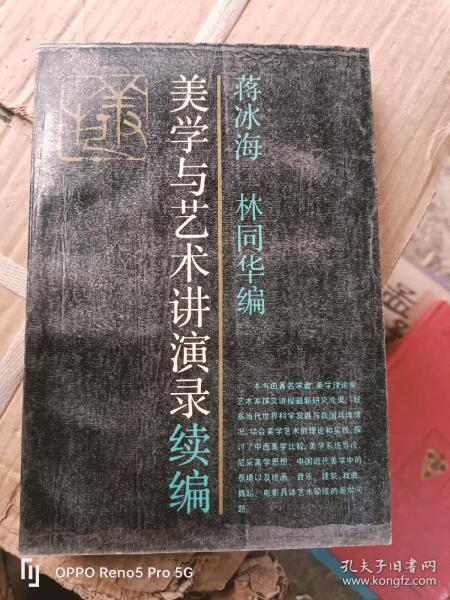 美学与艺术讲演录续编
蒋冰海 林同华编
本书由著名学者、美学理论家、
艺术家撰文讲授最新研究成果,联
系当代世界科学发展与我国具体情
况,结合美学艺术的理论和实践,探
讨了中西美学比较,美学系统导论,
尼采美学思想,中国近代美学中的
意境以及绘画、音乐、建筑、戏曲、
舞蹈、电影具体艺术领域的美学问
题。
OPPO Reno5 Pro 5G
孔夫子旧书网
www.kongfz.com